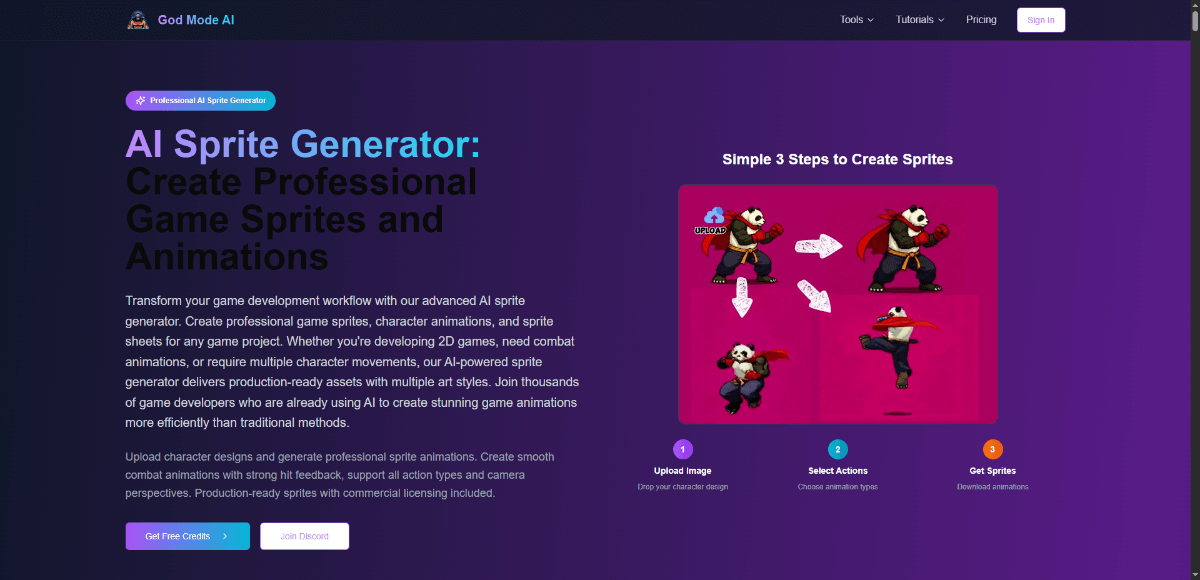 God Mode AI
Tools
Tutorials
Pricing
Sign In
Professional AI Sprite Generator
AI Sprite Generator:
Create Professional
Game Sprites and
Animations
Transform your game development workflow with our advanced AI sprite
generator. Create professional game sprites, character animations, and sprite
sheets for any game project. Whether you're developing 2D games, need combat
animations, or require multiple character movements, our AI-powered sprite
generator delivers production-ready assets with multiple art styles. Join thousands
of game developers who are already using AI to create stunning game animations
more efficiently than traditional methods.
Upload character designs and generate professional sprite animations. Create smooth
combat animations with strong hit feedback, support all action types and camera
perspectives. Production-ready sprites with commercial licensing included.
Get Free Credits
Join Discord
Simple 3 Steps to Create Sprites
UPLOAD
1
Upload Image
Drop your character design
2
Select Actions
Choose animation types
3
Get Sprites
Download animations